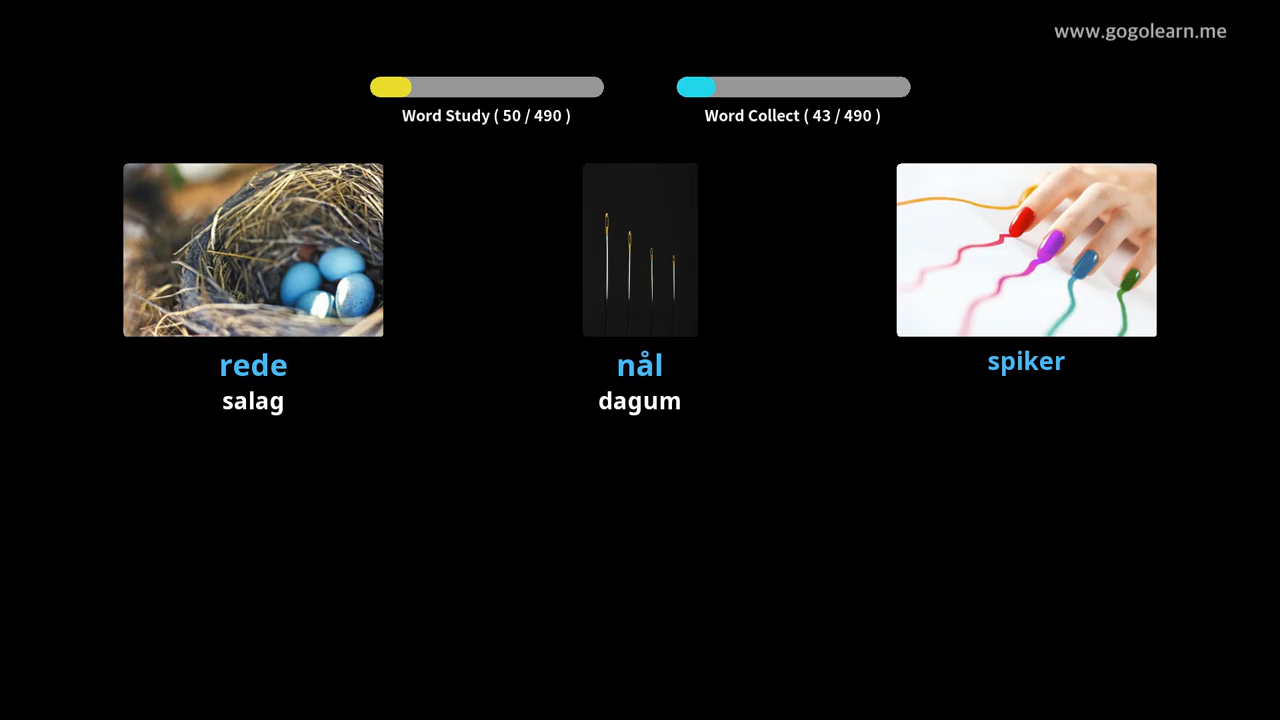 www.gogolearn.me
Word Study ( 50 / 490 )
Word Collect ( 43 / 490 )
rede
salag
nål
dagum
spiker